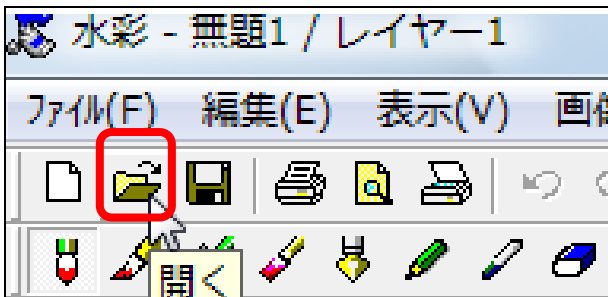 水彩 - 無題1 / レイヤー1
ファイル(F) 編集(E) 表示(V) 画
開く